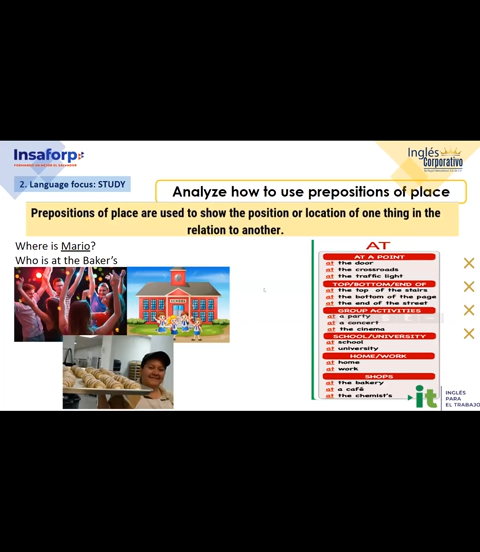 Insaforp
Inglés
Corporativo
2. Language focus: STUDY
Analyze how to use prepositions of place
Prepositions of place are used to show the position or location of one thing in the
relation to another.
Where is Mario?
Who is at the Baker's
SCHOOL
AT
AT A POINT
at the door
at the crossroads
at the traffic light
TOP/BOTTOM/END OF
at the top of the stairs
at the bottom of the page
at the end of the street
GROUP ACTIVITIES
at a party
at a concert
at the cinema
SCHOOL/UNIVERSITY
at school
at university
HOME/WORK
at home
at work
SHOPS
at the bakery
at a café
at the chemist's
it
INGLÉS
PARA
EL TRABAJO